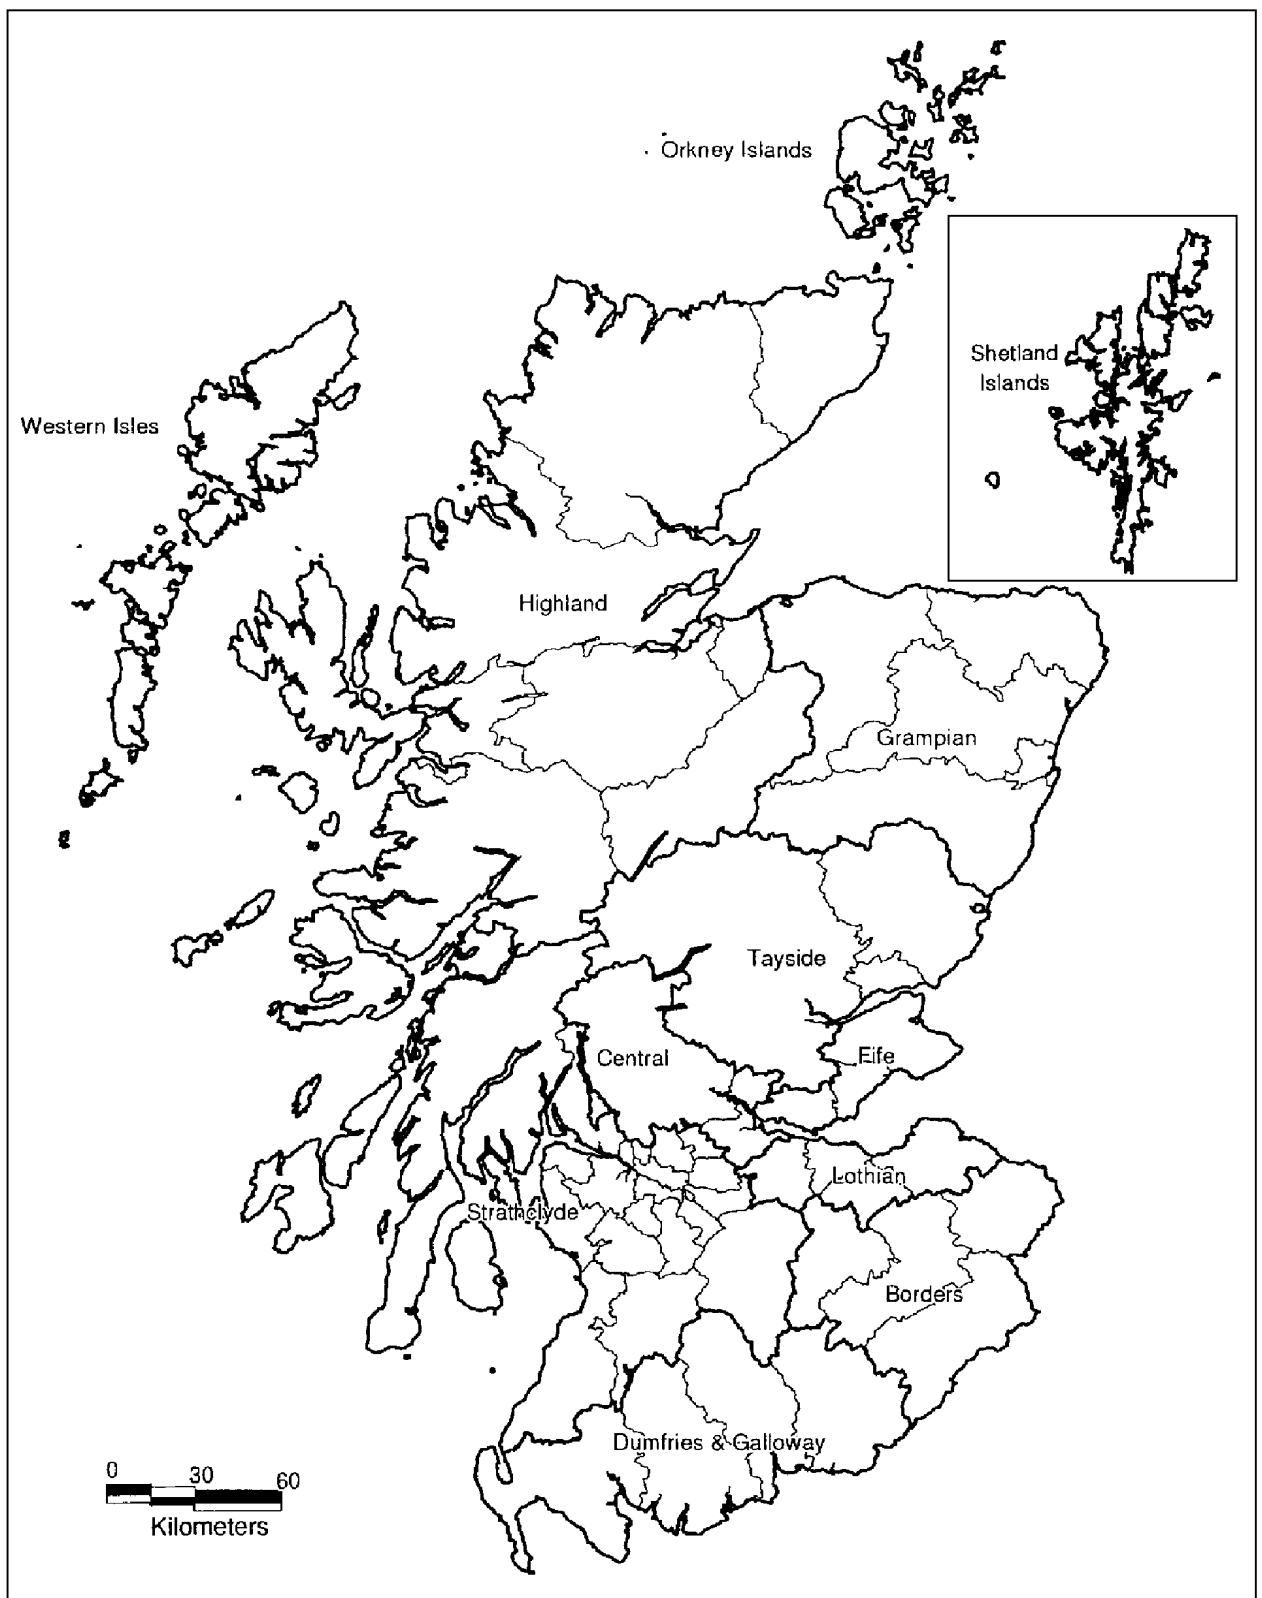 Orkney Islands
Shetland
Islands
Western Isles
Highland
Grampian
Tayside
Central
Eife
Lothian
Strathclyde
Borders
Dumfries & Galloway
0 30 60
Kilometers